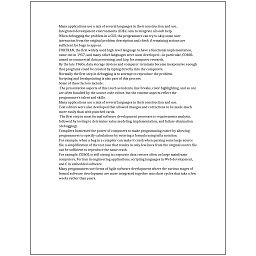 Many applications use a mix of several languages in their construction and use.
Integrated development environments (IDEs) aim to integrate all such help.
When debugging the problem in a GUI, the programmer can try to skip some user
interaction from the original problem description and check if remaining actions are
sufficient for bugs to appear.
FORTRAN, the first widely used high-level language to have a functional implementation,
came out in 1957, and many other languages were soon developed—in particular, COBOL
aimed at commercial data processing, and Lisp for computer research.
By the late 1960s, data storage devices and computer terminals became inexpensive enough
that programs could be created by typing directly into the computers.
Normally the first step in debugging is to attempt to reproduce the problem.
Scripting and breakpointing is also part of this process.
Some of these factors include:
The presentation aspects of this (such as indents, line breaks, color highlighting, and so on)
are often handled by the source code editor, but the content aspects reflect the
programmer's talent and skills.
Many applications use a mix of several languages in their construction and use.
Text editors were also developed that allowed changes and corrections to be made much
more easily than with punched cards.
The first step in most formal software development processes is requirements analysis,
followed by testing to determine value modeling, implementation, and failure elimination
(debugging).
Compilers harnessed the power of computers to make programming easier by allowing
programmers to specify calculations by entering a formula using infix notation.
For example, when a bug in a compiler can make it crash when parsing some large source
file, a simplification of the test case that results in only few lines from the original source file
can be sufficient to reproduce the same crash.
For example, COBOL is still strong in corporate data centers often on large mainframe
computers, Fortran in engineering applications, scripting languages in Web development,
and C in embedded software.
Many programmers use forms of Agile software development where the various stages of
formal software development are more integrated together into short cycles that take a few
weeks rather than years.